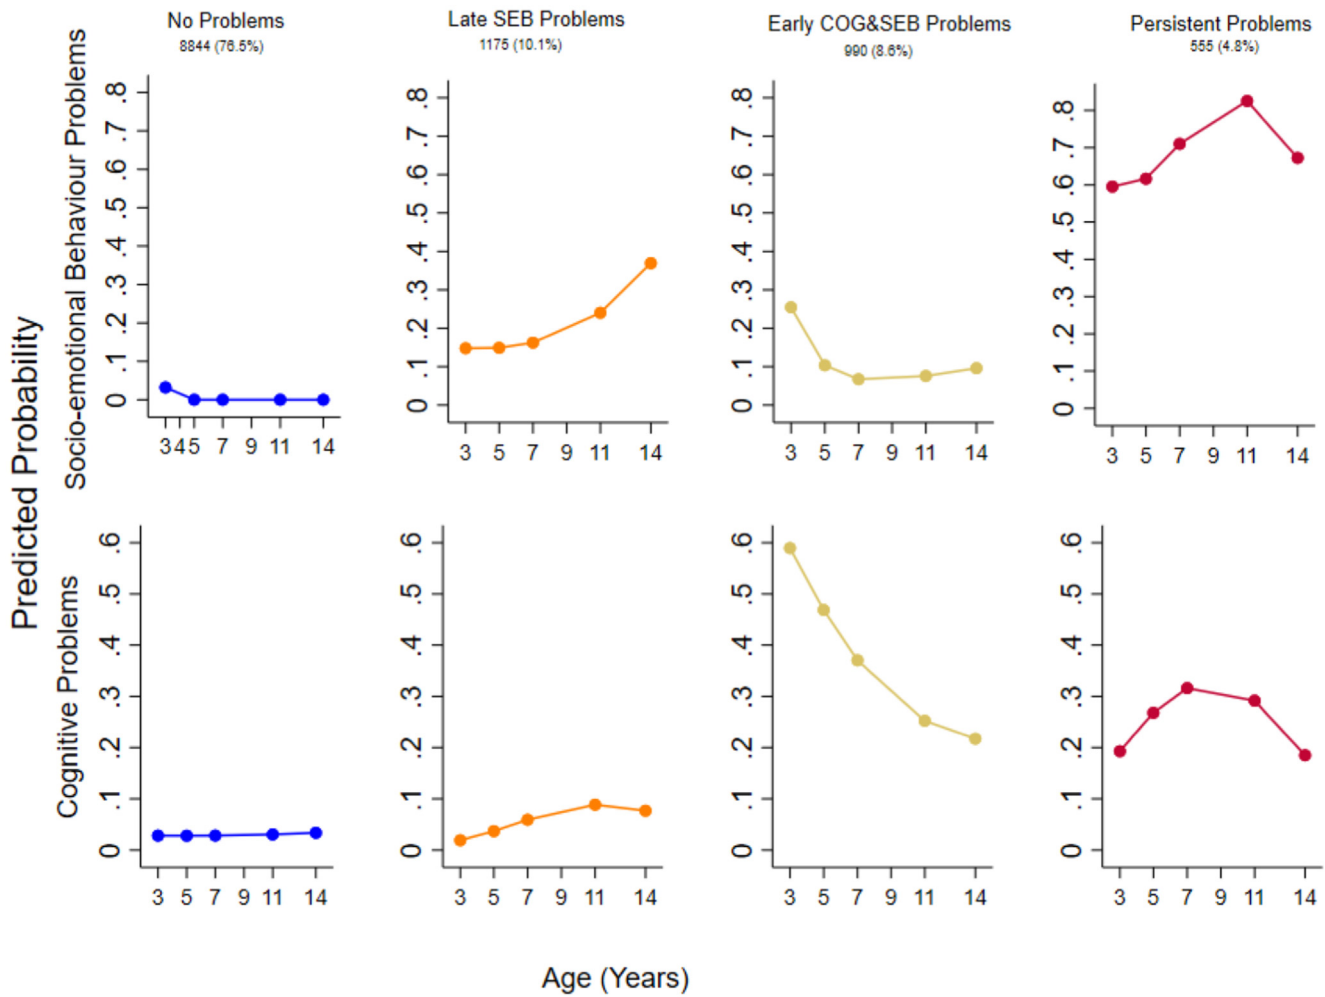 No Problems
8844 (76.5%)
Late SEB Problems
1175 (10.1%)
Early COG&SEB Problems
990 (8.6%)
Persistent Problems
555 (4.8%)
Predicted Probability
Socio-emotional Behaviour Problems
0 .1 .2 .3 .4 .5 .6 .7 .8
3 4 5 7 9 11 14
0 .1 .2 .3 .4 .5 .6 .7 .8
3 5 7 9 11 14
0 .1 .2 .3 .4 .5 .6 .7 .8
3 5 7 9 11 14
0 .1 .2 .3 .4 .5 .6 .7 .8
3 5 7 9 11 14
Cognitive Problems
0 .1 .2 .3 .4 .5 .6
3 5 7 9 11 14
0 .1 .2 .3 .4 .5 .6
3 5 7 9 11 14
0 .1 .2 .3 .4 .5 .6
3 5 7 9 11 14
0 .1 .2 .3 .4 .5 .6
3 5 7 9 11 14
Age (Years)